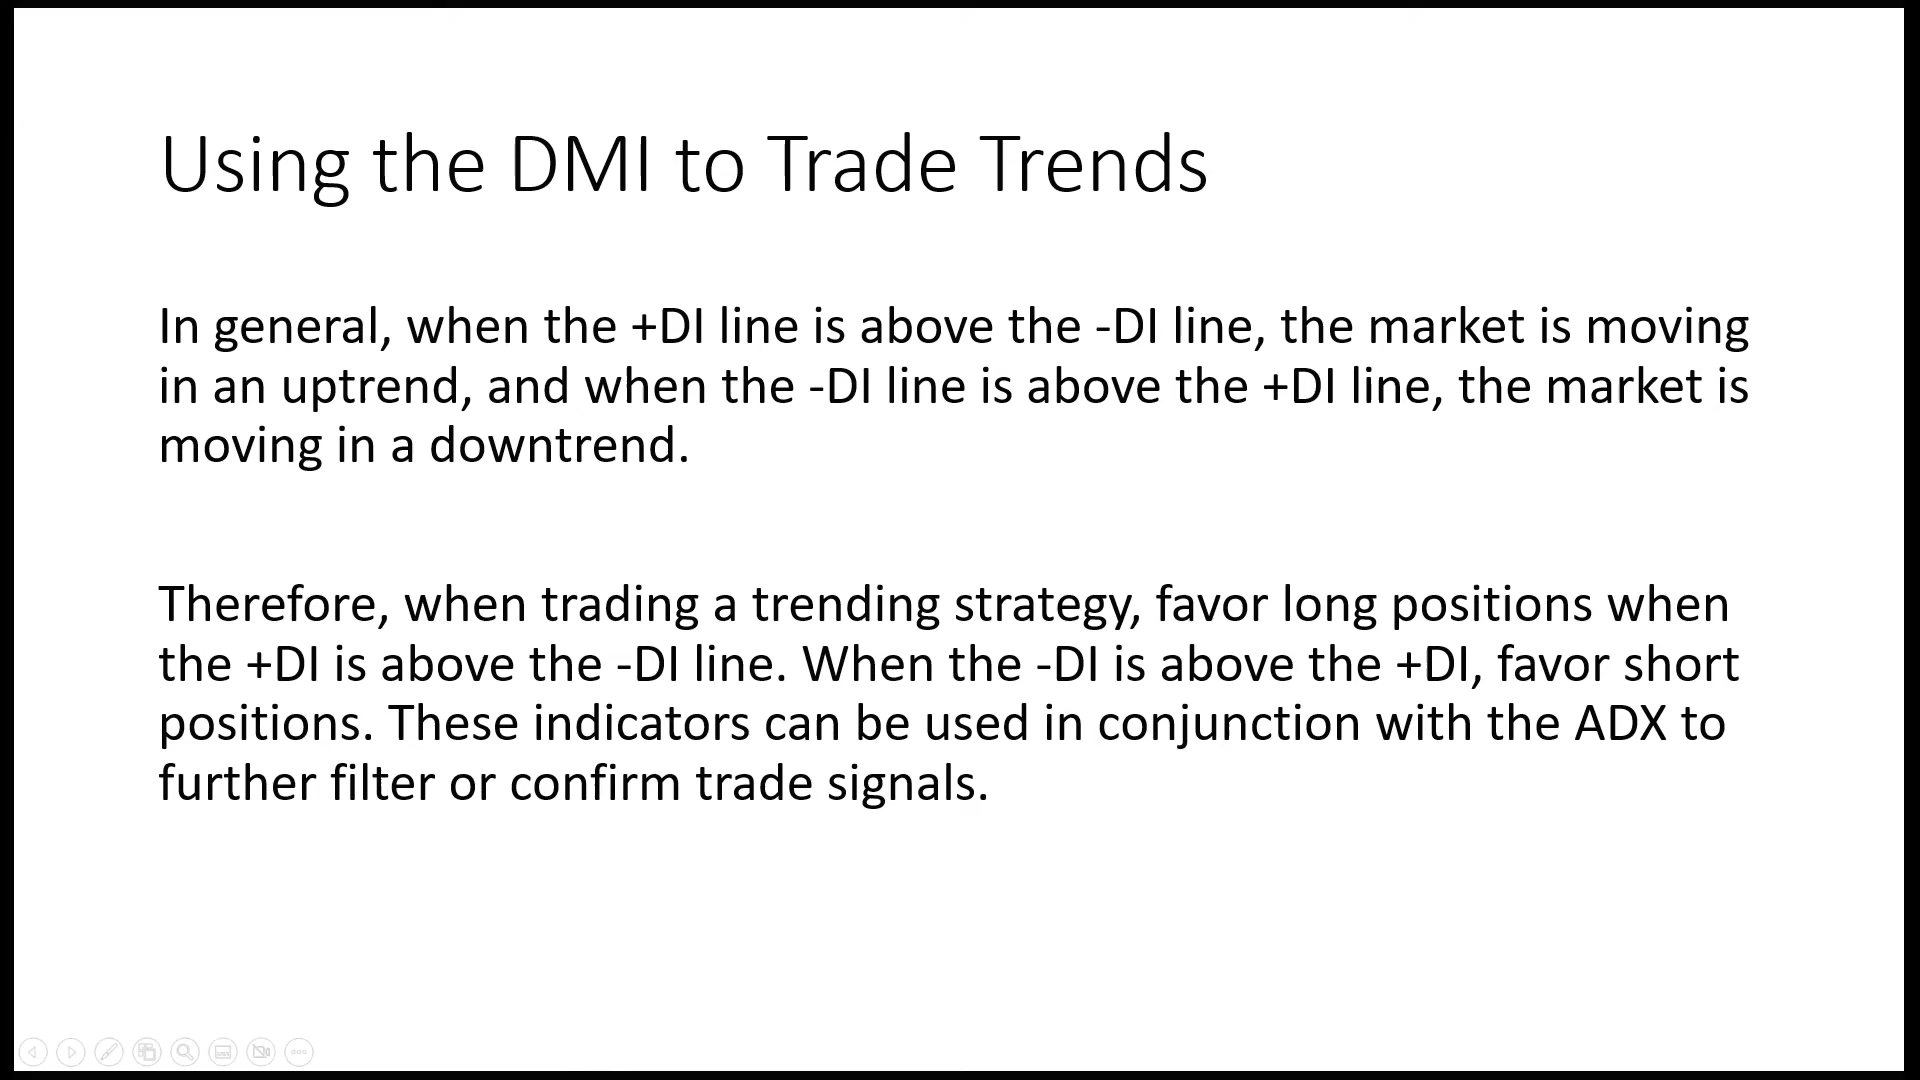 Using the DMI to Trade Trends
In general, when the +DI line is above the -DI line, the market is moving
in an uptrend, and when the -DI line is above the +DI line, the market is
moving in a downtrend.
Therefore, when trading a trending strategy, favor long positions when
the +DI is above the -DI line. When the -DI is above the +DI, favor short
positions. These indicators can be used in conjunction with the ADX to
further filter or confirm trade signals.